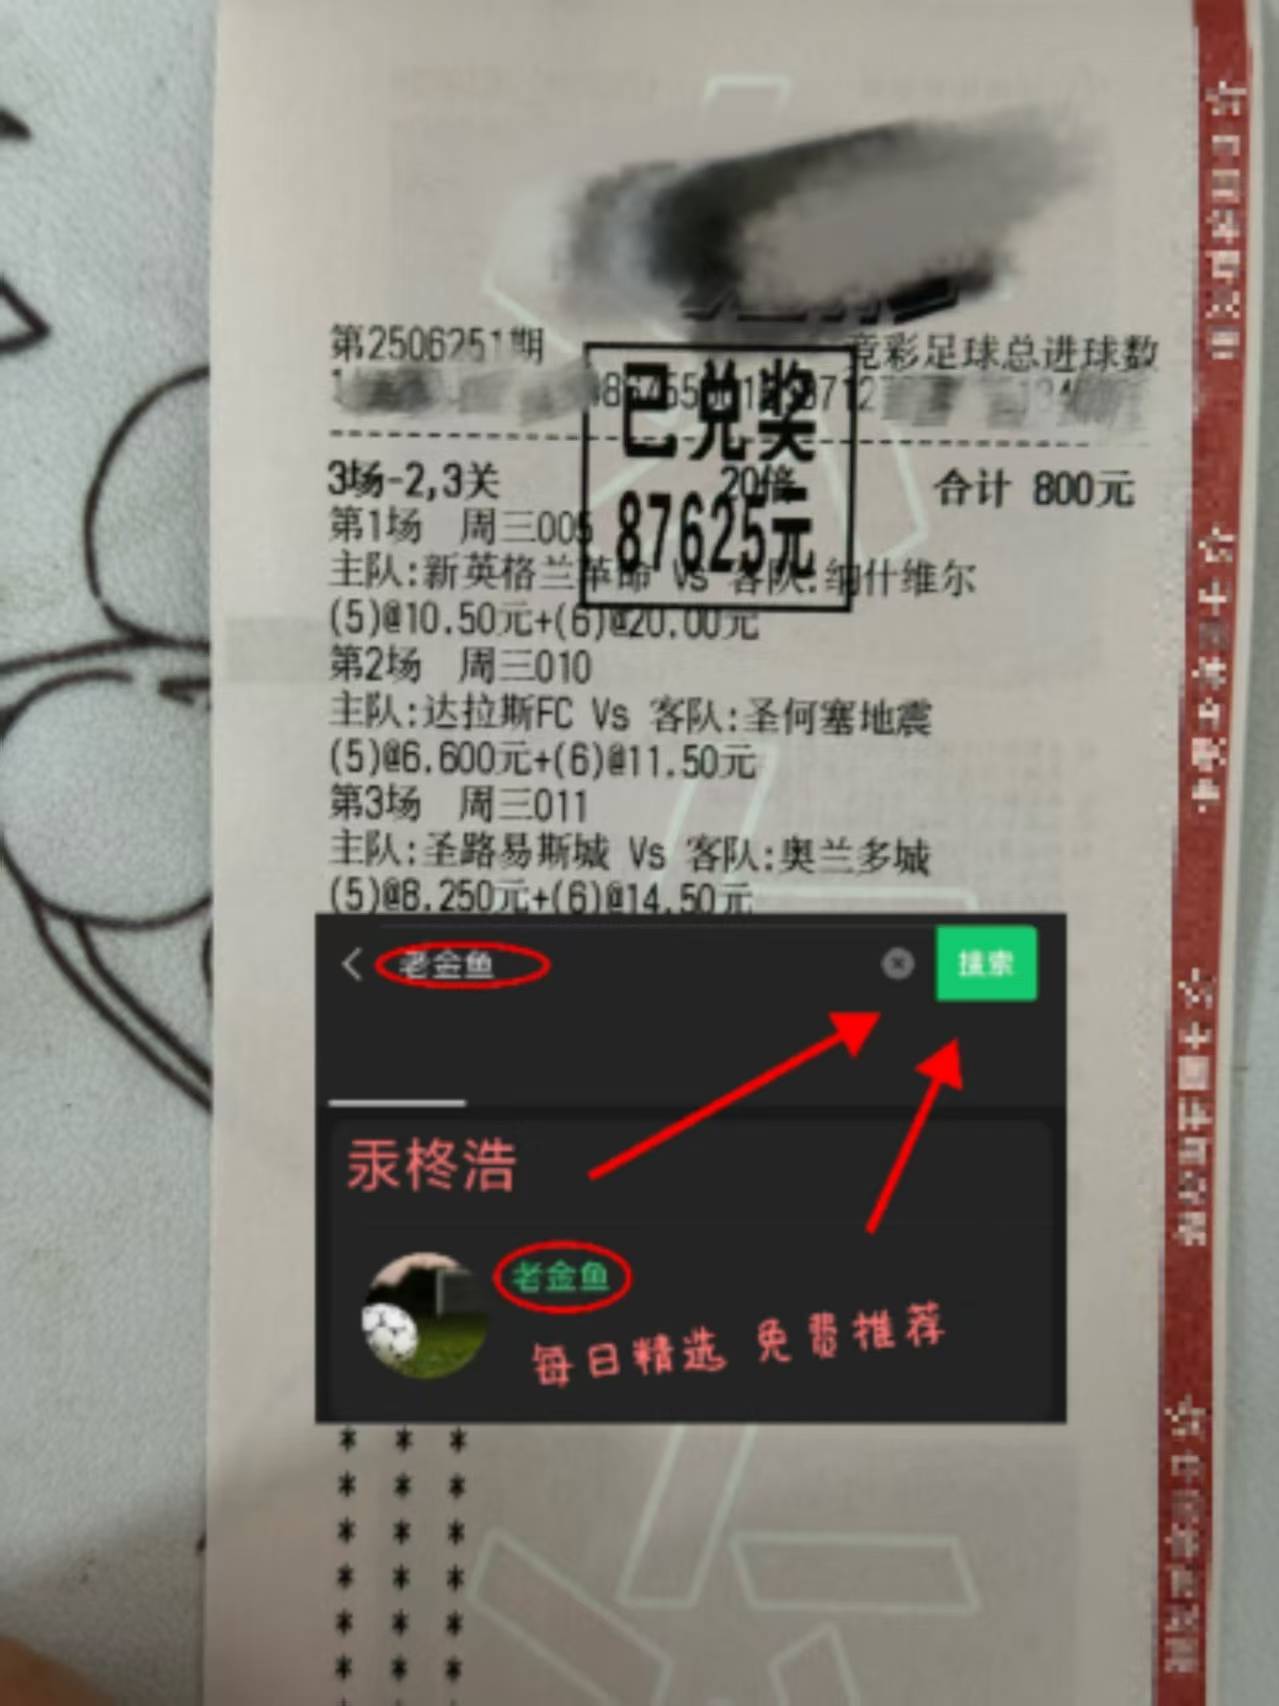 第2506251期
竞彩足球总进球数
已兑奖
87625元
3场-2,3关 20倍 合计 800元
第1场 周三005
主队:新英格兰革命 Vs 客队:纳什维尔
(5)@10.50元+(6)@20.00元
第2场 周三010
主队:达拉斯FC Vs 客队:圣何塞地震
(5)@6.600元+(6)@11.50元
第3场 周三011
主队:圣路易斯城 Vs 客队:奥兰多城
(5)@8.250元+(6)@14.50元
老金鱼
搜索
汞柊浩
老金鱼
每日精选 免费推荐
* * *
* * *
* * *
* * *
* * *
* * *